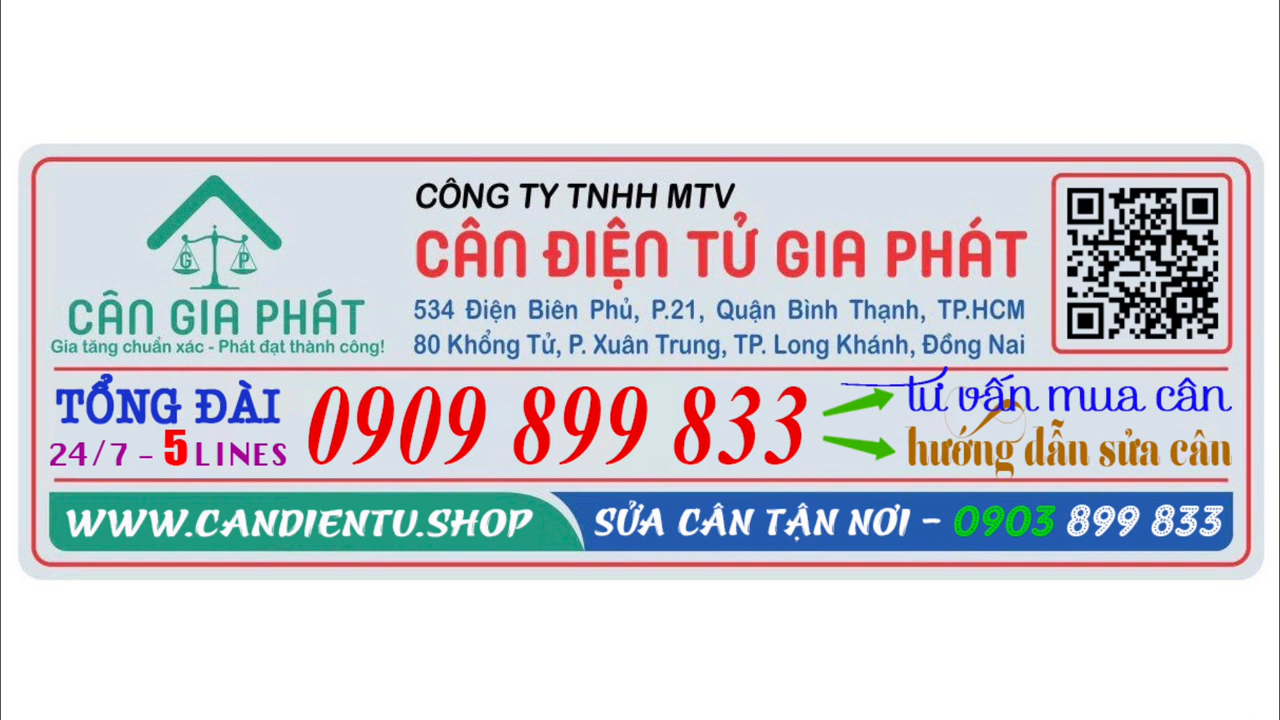 G P
CÂN GIA PHÁT
Gia tăng chuẩn xác - Phát đạt thành công!
CÔNG TY TNHH MTV
CÂN ĐIỆN TỬ GIA PHÁT
534 Điện Biên Phủ, P.21, Quận Bình Thạnh, TP.HCM
80 Khổng Tử, P. Xuân Trung, TP. Long Khánh, Đồng Nai
TỔNG ĐÀI
24/7 - 5 LINES
0909 899 833
tư vấn mua cân
hướng dẫn sửa cân
WWW.CANDIENTU.SHOP
SỬA CÂN TẬN NƠI - 0903 899 833